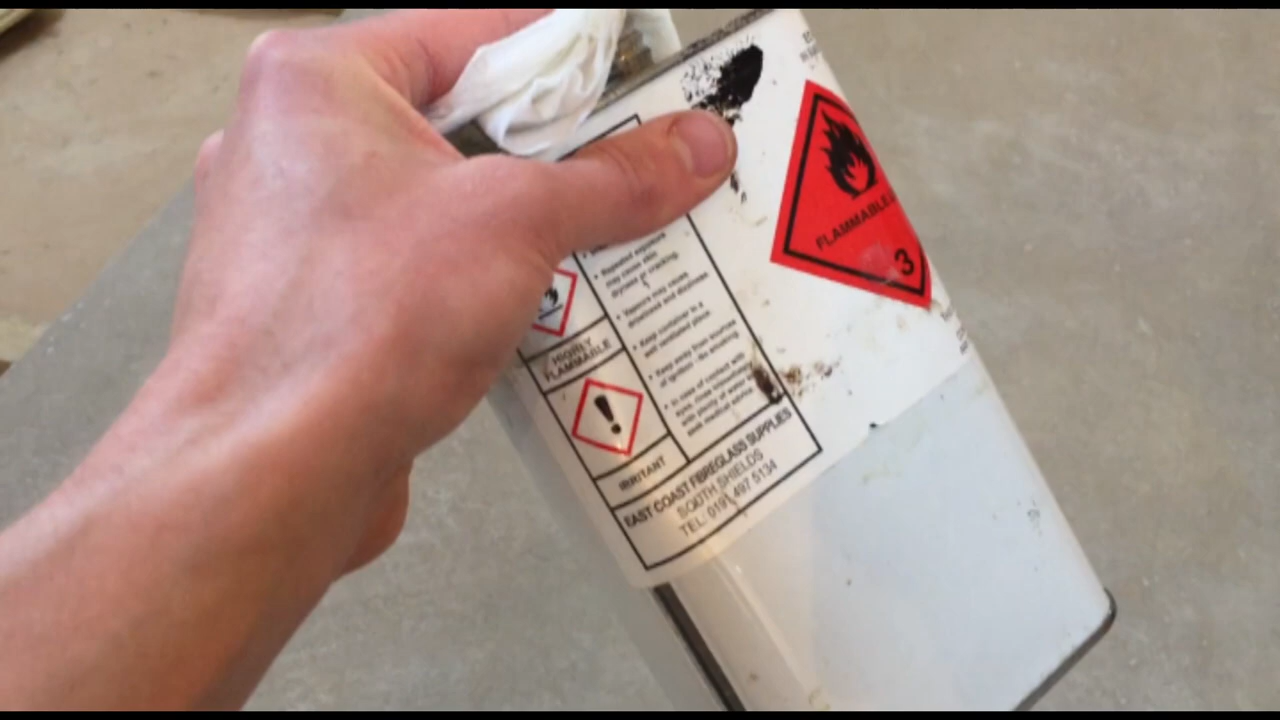 FLAMMABLE
3
• Repeated exposure
may cause skin
dryness or cracking.
• Vapours may cause
drowsiness and dizziness
• Keep container in a
well ventilated place.
• Keep away from sources
of ignition - No smoking.
• In case of contact with
eyes, rinse immediately
with plenty of water
seek medical advice.
HIGHLY
FLAMMABLE
IRRITANT
EAST COAST FIBREGLASS SUPPLIES
SOUTH SHIELDS
TEL: 0191 497 5134